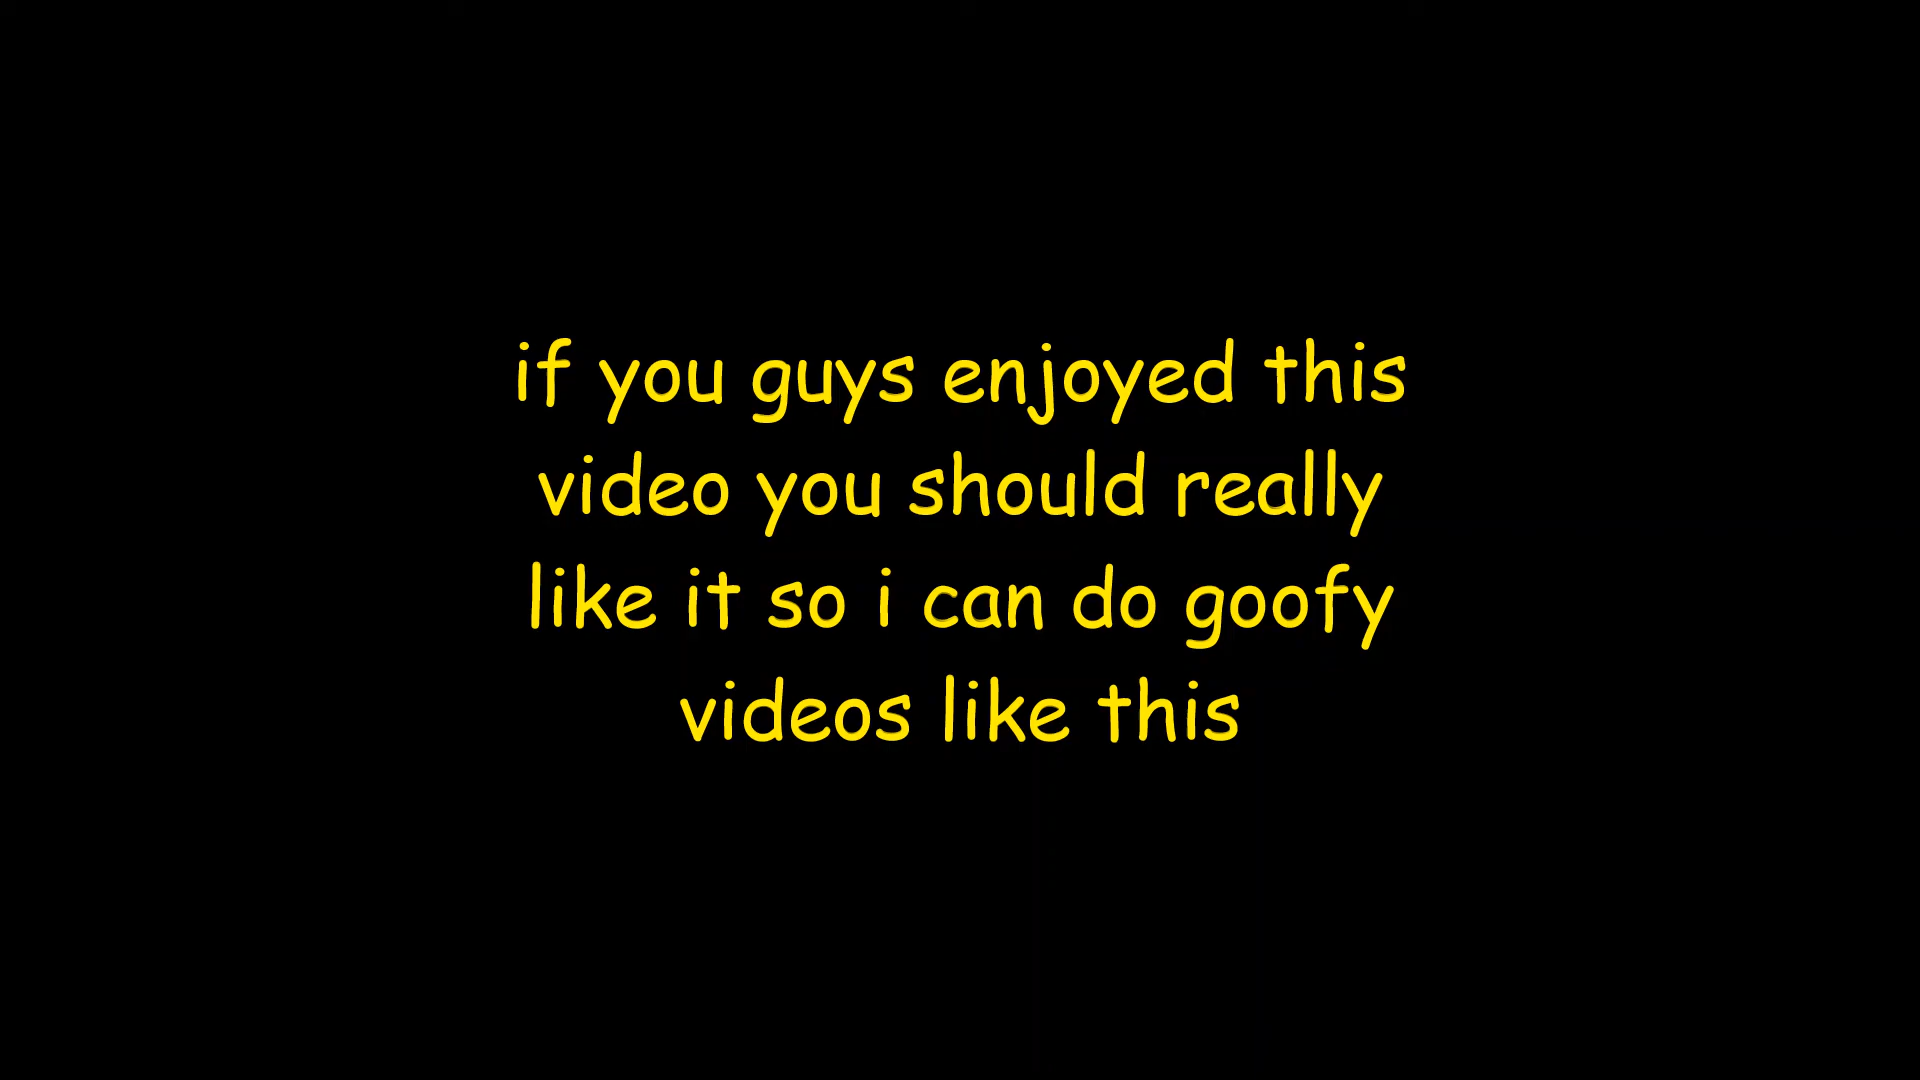 if you guys enjoyed this
video you should really
like it so i can do goofy
videos like this